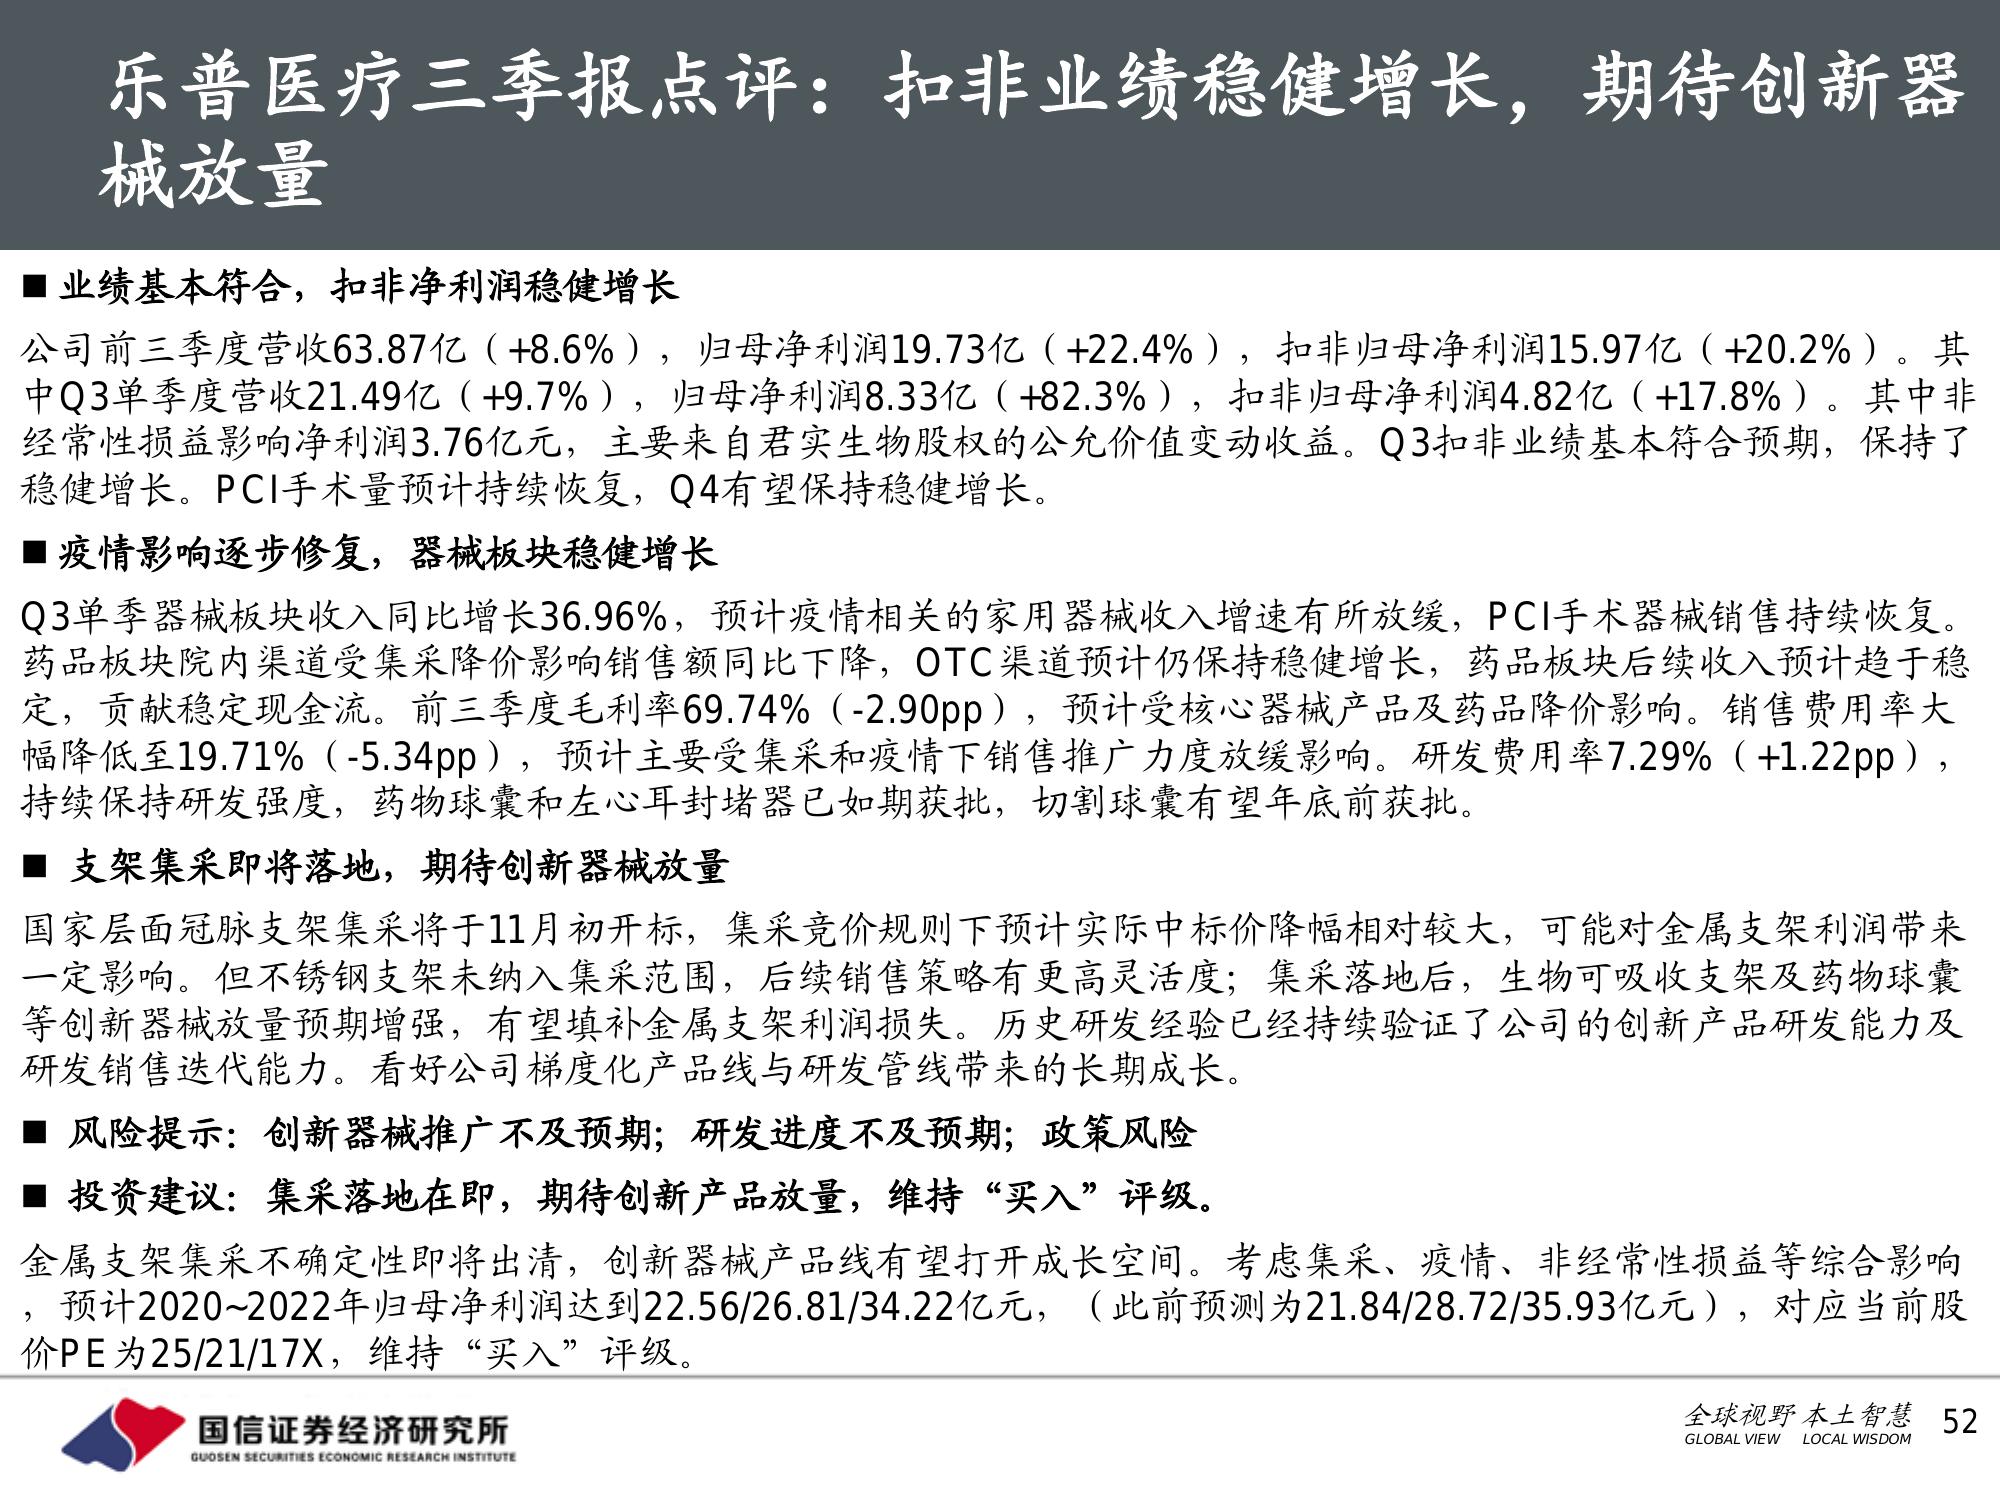 乐普医疗三季报点评：扣非业绩稳健增长，期待创新器
械放量
■ 业绩基本符合，扣非净利润稳健增长
公司前三季度营收63.87亿（+8.6%），归母净利润19.73亿（+22.4%），扣非归母净利润15.97亿（+20.2%）。其
中Q3单季度营收21.49亿（+9.7%），归母净利润8.33亿（+82.3%），扣非归母净利润4.82亿（+17.8%）。其中非
经常性损益影响净利润3.76亿元，主要来自君实生物股权的公允价值变动收益。Q3扣非业绩基本符合预期，保持了
稳健增长。PCI手术量预计持续恢复，Q4有望保持稳健增长。
■ 疫情影响逐步修复，器械板块稳健增长
Q3单季器械板块收入同比增长36.96%，预计疫情相关的家用器械收入增速有所放缓，PCI手术器械销售持续恢复。
药品板块院内渠道受集采降价影响销售额同比下降，OTC渠道预计仍保持稳健增长，药品板块后续收入预计趋于稳
定，贡献稳定现金流。前三季度毛利率69.74%（-2.90pp），预计受核心器械产品及药品降价影响。销售费用率大
幅降低至19.71%（-5.34pp），预计主要受集采和疫情下销售推广力度放缓影响。研发费用率7.29%（+1.22pp），
持续保持研发强度，药物球囊和左心耳封堵器已如期获批，切割球囊有望年底前获批。
■ 支架集采即将落地，期待创新器械放量
国家层面冠脉支架集采将于11月初开标，集采竞价规则下预计实际中标价降幅相对较大，可能对金属支架利润带来
一定影响。但不锈钢支架未纳入集采范围，后续销售策略有更高灵活度；集采落地后，生物可吸收支架及药物球囊
等创新器械放量预期增强，有望填补金属支架利润损失。历史研发经验已经持续验证了公司的创新产品研发能力及
研发销售迭代能力。看好公司梯度化产品线与研发管线带来的长期成长。
■ 风险提示：创新器械推广不及预期；研发进度不及预期；政策风险
■ 投资建议：集采落地在即，期待创新产品放量，维持“买入”评级。
金属支架集采不确定性即将出清，创新器械产品线有望打开成长空间。考虑集采、疫情、非经常性损益等综合影响
，预计2020~2022年归母净利润达到22.56/26.81/34.22亿元，（此前预测为21.84/28.72/35.93亿元），对应当前股
价PE为25/21/17X，维持“买入”评级。
国信证券经济研究所
GUOSEN SECURITIES ECONOMIC RESEARCH INSTITUTE
全球视野 本土智慧
GLOBAL VIEW LOCAL WISDOM
52